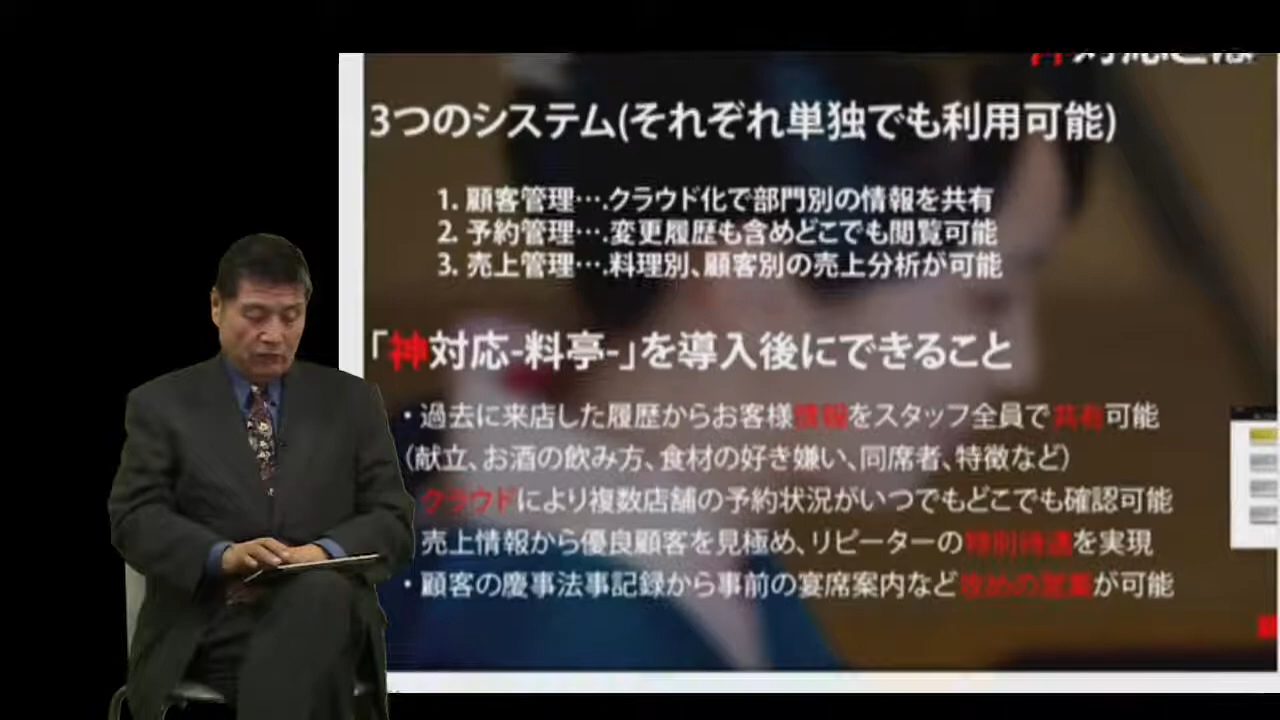 3つのシステム(それぞれ単独でも利用可能)
1. 顧客管理….クラウド化で部門別の情報を共有
2. 予約管理….変更履歴も含めどこでも閲覧可能
3. 売上管理….料理別、顧客別の売上分析が可能
「神対応-料亭-」を導入後にできること
・過去に来店した履歴からお客様情報をスタッフ全員で共有可能
(献立、お酒の飲み方、食材の好き嫌い、同席者、特徴など)
クラウドにより複数店舗の予約状況がいつでもどこでも確認可能
売上情報から優良顧客を見極め、リピーターの特別待遇を実現
・顧客の慶事法事記録から事前の宴席案内など攻めの営業が可能